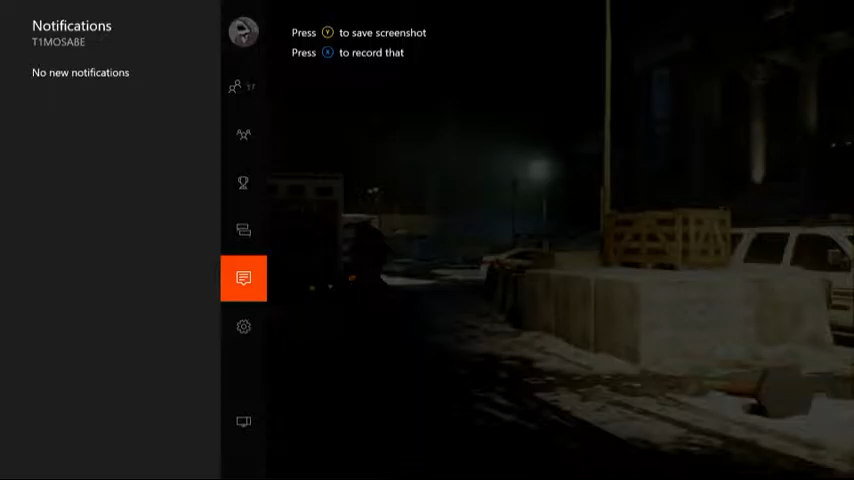 Notifications
T1MOSABE
No new notifications
17
Press Y to save screenshot
Press X to record that